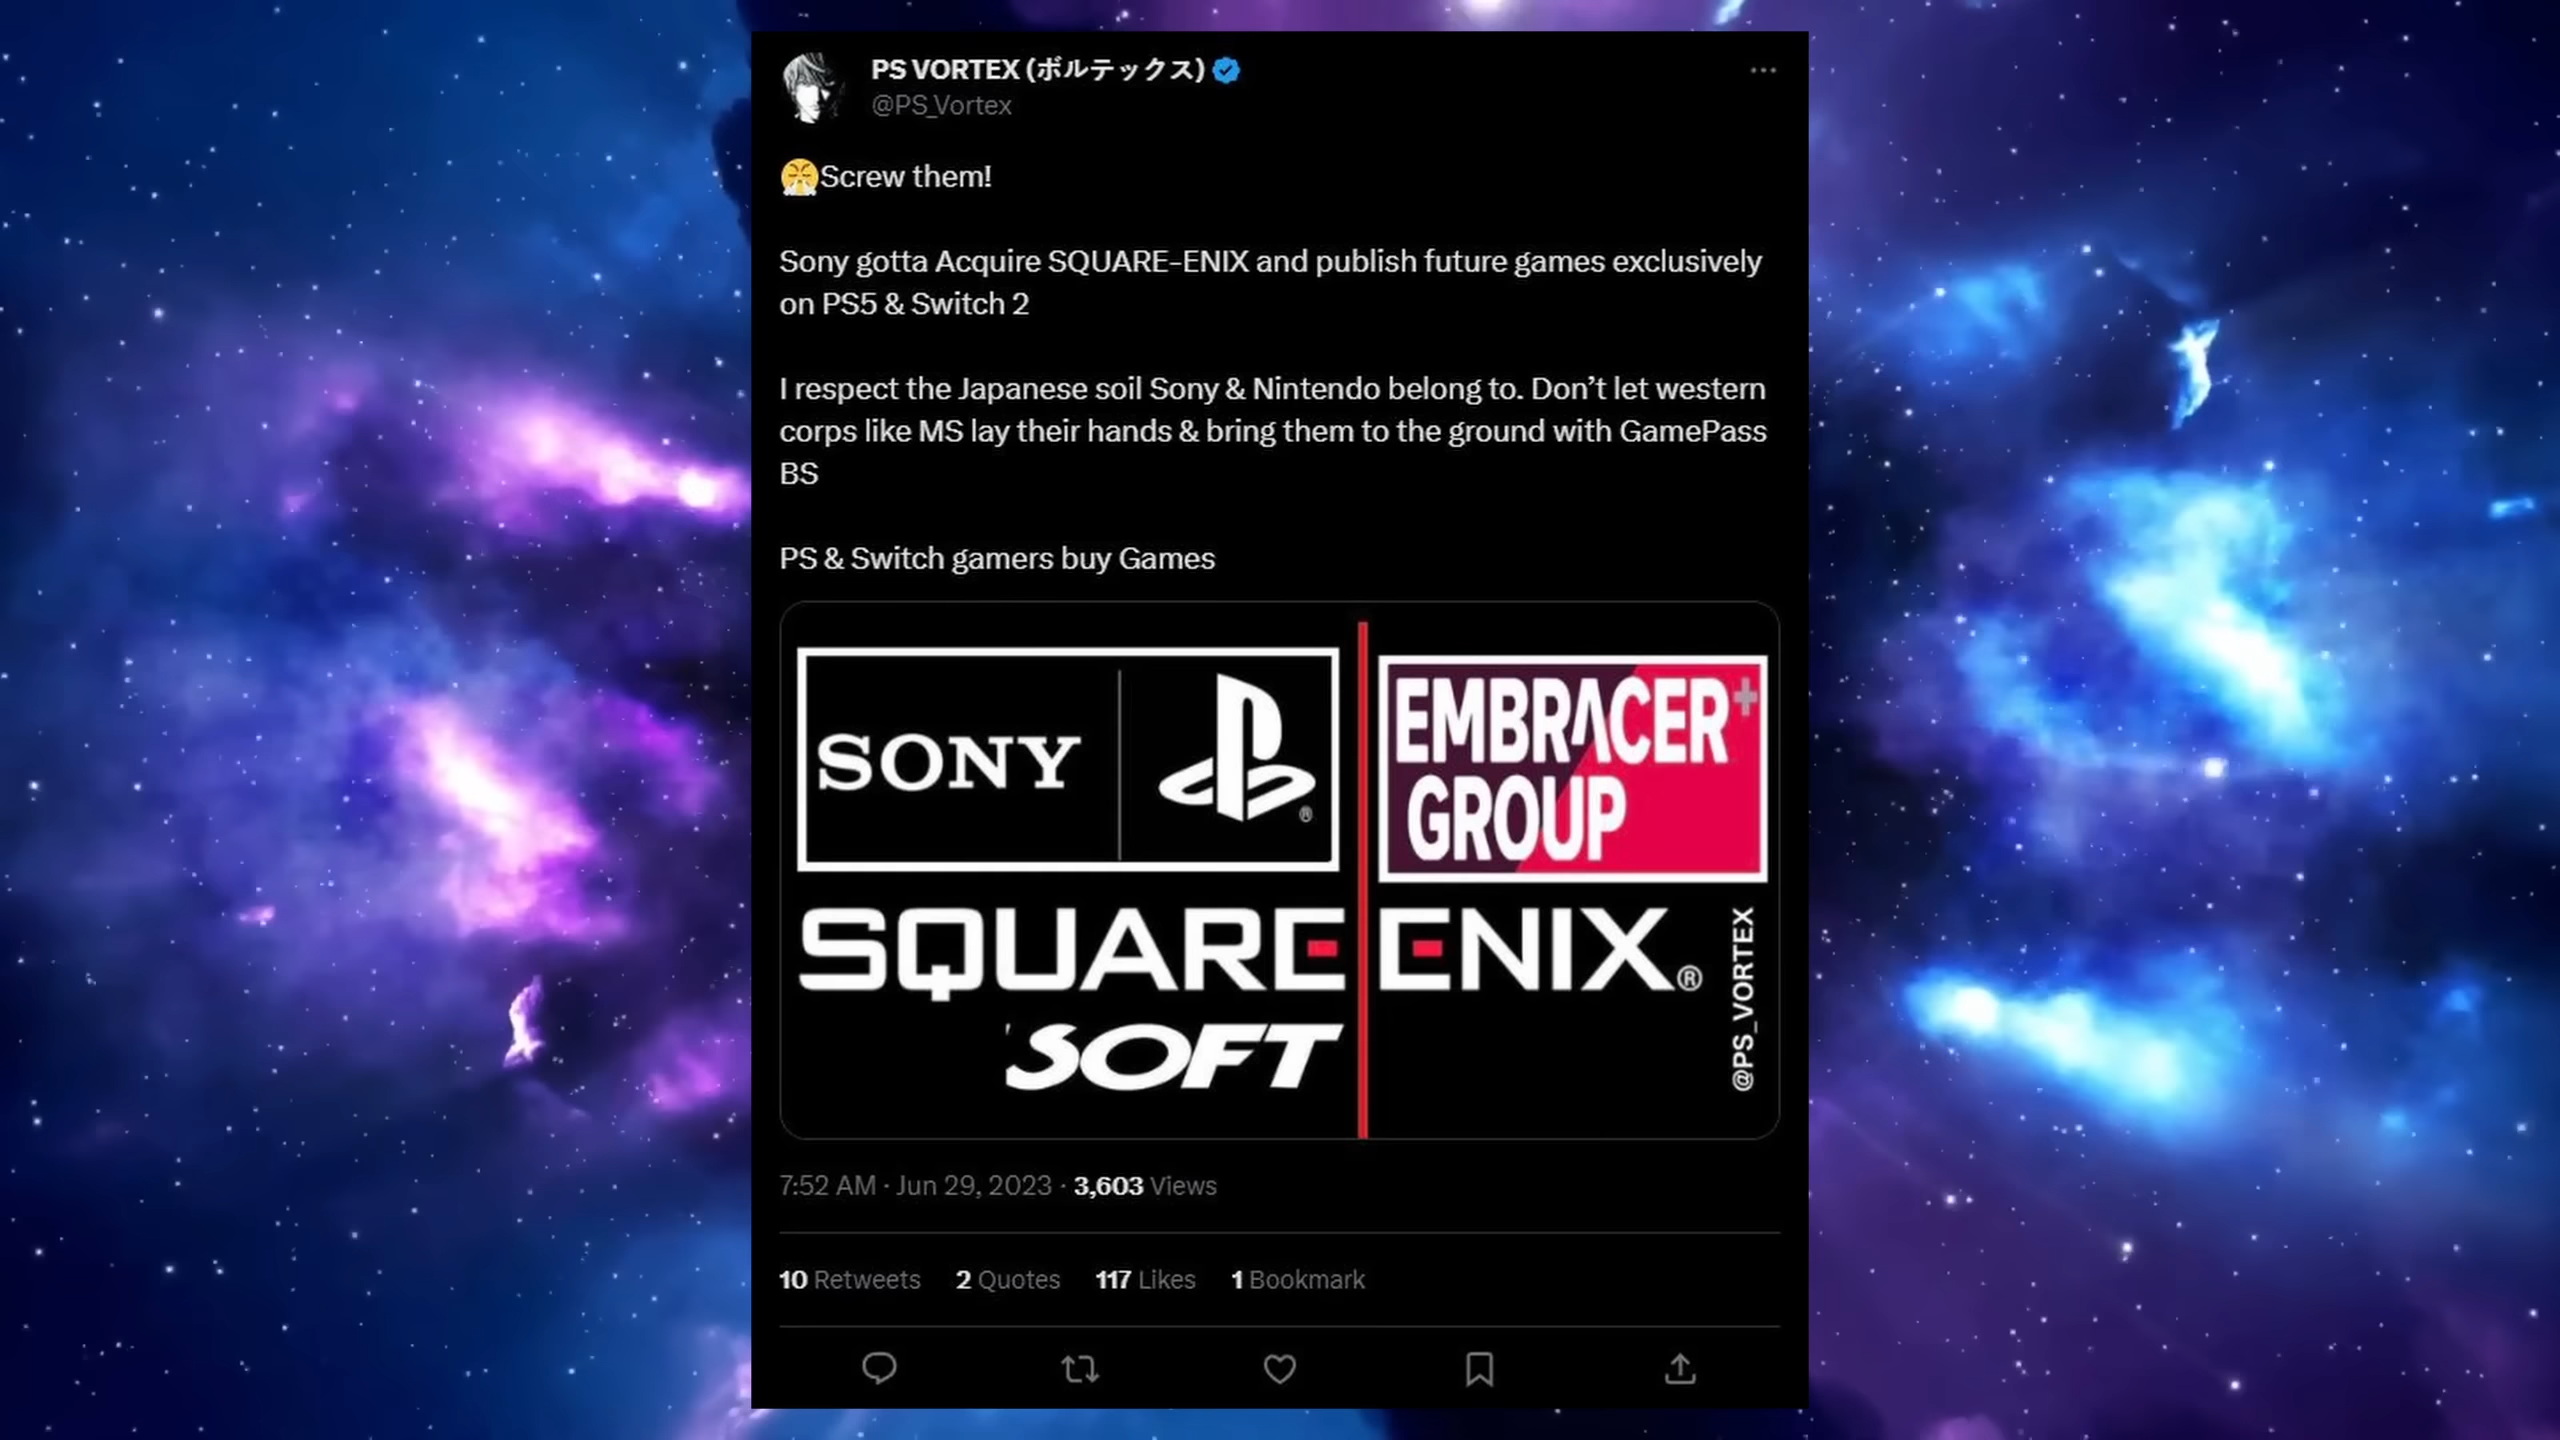 PS VORTEX (ボルテックス)
@PS_Vortex
😤Screw them!
Sony gotta Acquire SQUARE-ENIX and publish future games exclusively
on PS5 & Switch 2
I respect the Japanese soil Sony & Nintendo belong to. Don’t let western
corps like MS lay their hands & bring them to the ground with GamePass
BS
PS & Switch gamers buy Games
SONY
EMBRACER+
GROUP
SQUARE ENIX®
SOFT
@PS_VORTEX
7:52 AM · Jun 29, 2023 · 3,603 Views
10 Retweets 2 Quotes 117 Likes 1 Bookmark